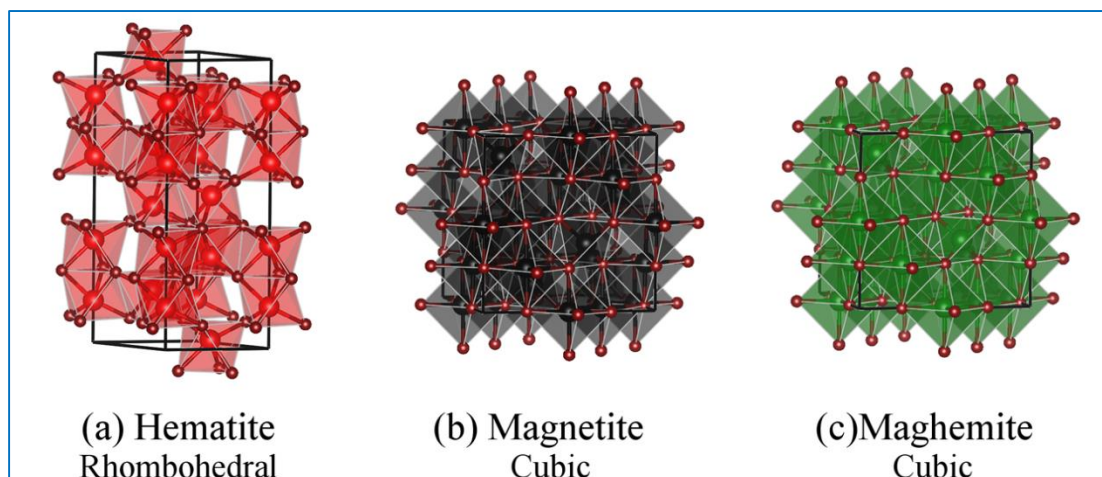 (a) Hematite
(b) Magnetite
(c)Maghemite
Rhombohedral
Cubic
Cubic